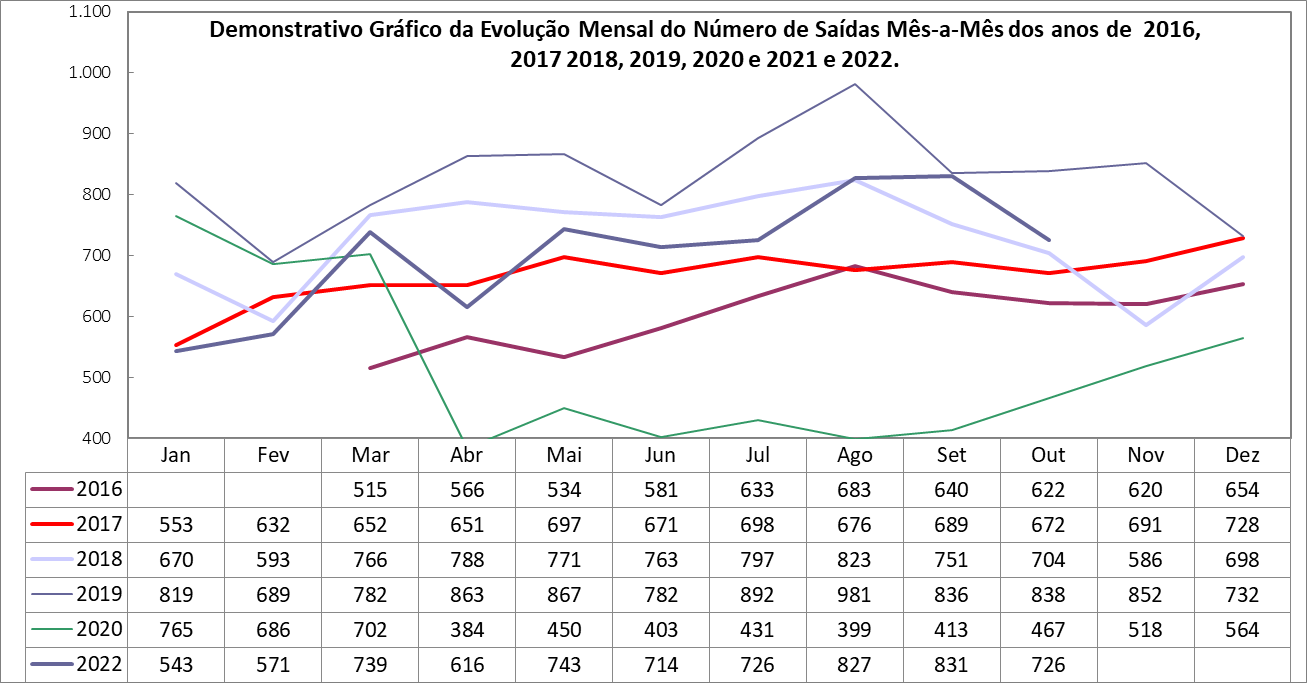 Demonstrativo Gráfico da Evolução Mensal do Número de Saídas Mês-a-Mês dos anos de 2016,
2017 2018, 2019, 2020 e 2021 e 2022.
1.100
1.000
900
800
700
600
500
400
Jan Fev Mar Abr Mai Jun Jul Ago Set Out Nov Dez
2016 515 566 534 581 633 683 640 622 620 654
2017 553 632 652 651 697 671 698 676 689 672 691 728
2018 670 593 766 788 771 763 797 823 751 704 586 698
2019 819 689 782 863 867 782 892 981 836 838 852 732
2020 765 686 702 384 450 403 431 399 413 467 518 564
2022 543 571 739 616 743 714 726 827 831 726